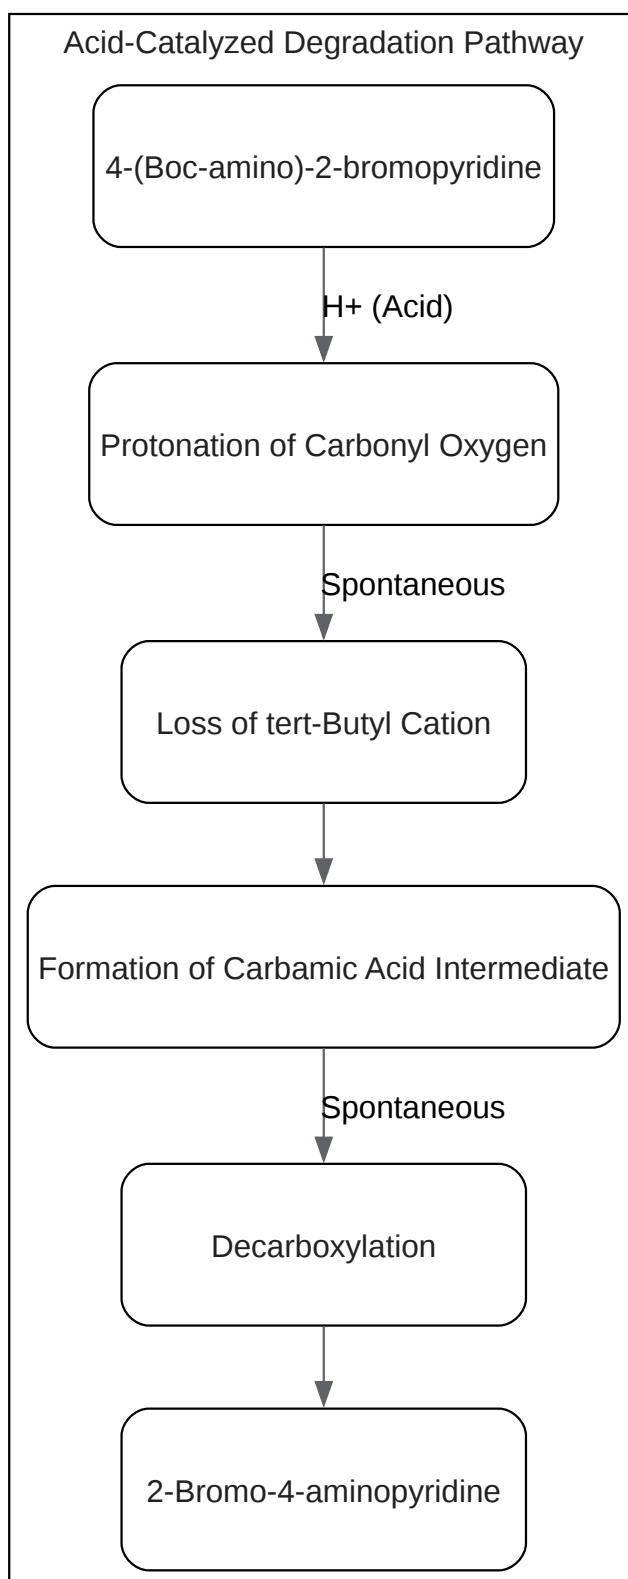 Acid-Catalyzed Degradation Pathway
4-(Boc-amino)-2-bromopyridine
H+ (Acid)
Protonation of Carbonyl Oxygen
Spontaneous
Loss of tert-Butyl Cation
Formation of Carbamic Acid Intermediate
Spontaneous
Decarboxylation
2-Bromo-4-aminopyridine